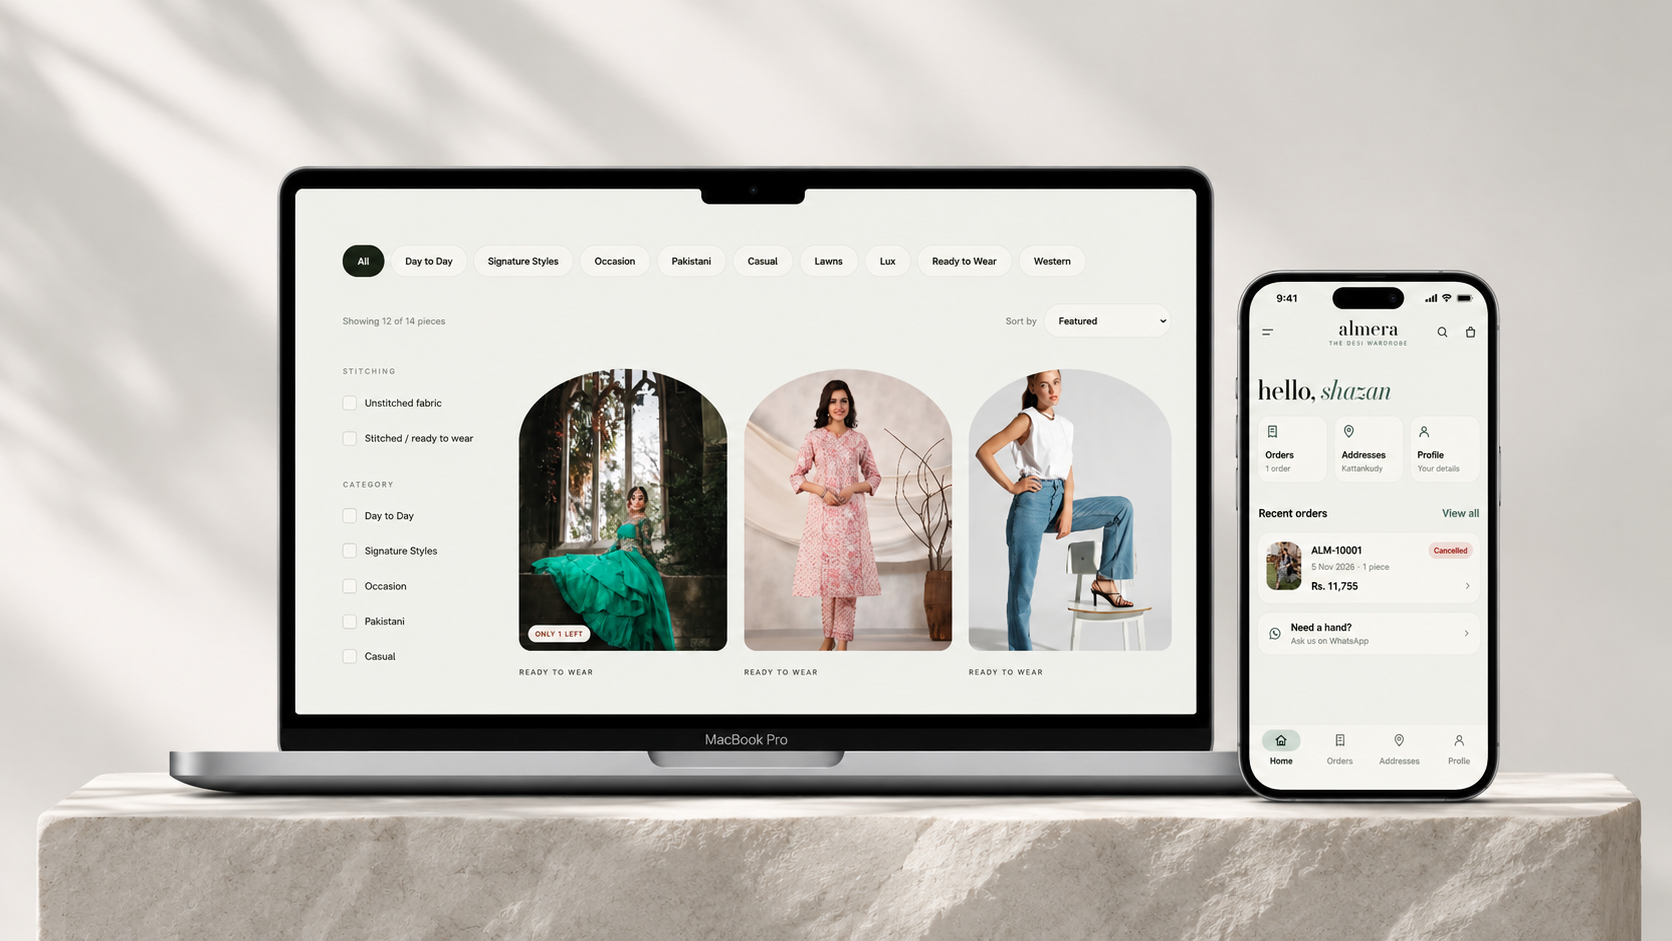 All
Day to Day
Signature Styles
Occasion
Pakistani
Casual
Lawns
Lux
Ready to Wear
Western
Showing 12 of 14 pieces
Sort by
Featured
STITCHING
Unstitched fabric
Stitched / ready to wear
CATEGORY
Day to Day
Signature Styles
Occasion
Pakistani
Casual
ONLY 1 LEFT
READY TO WEAR
READY TO WEAR
READY TO WEAR
MacBook Pro
9:41
almera
THE DESI WARDROBE
hello, shazan
Orders
1 order
Addresses
Kattankudy
Profile
Your details
Recent orders
View all
ALM-10001
Cancelled
5 Nov 2026 · 1 piece
Rs. 11,755
Need a hand?
Ask us on WhatsApp
Home
Orders
Addresses
Profile